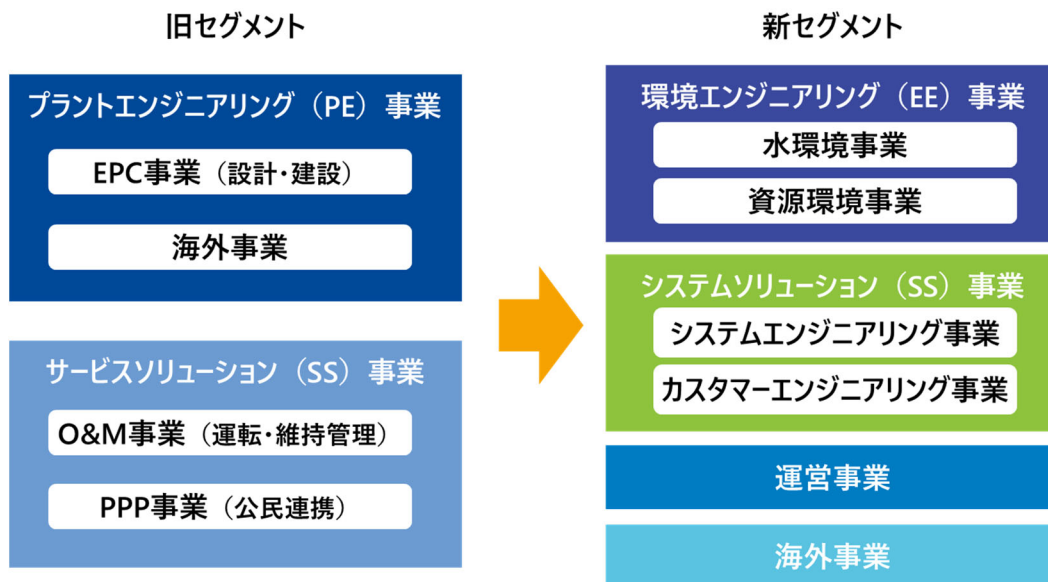 旧セグメント
プラントエンジニアリング（PE）事業
EPC事業（設計・建設）
海外事業
サービスソリューション（SS）事業
O&M事業（運転・維持管理）
PPP事業（公民連携）
新セグメント
環境エンジニアリング（EE）事業
水環境事業
資源環境事業
システムソリューション（SS）事業
システムエンジニアリング事業
カスタマーエンジニアリング事業
運営事業
海外事業